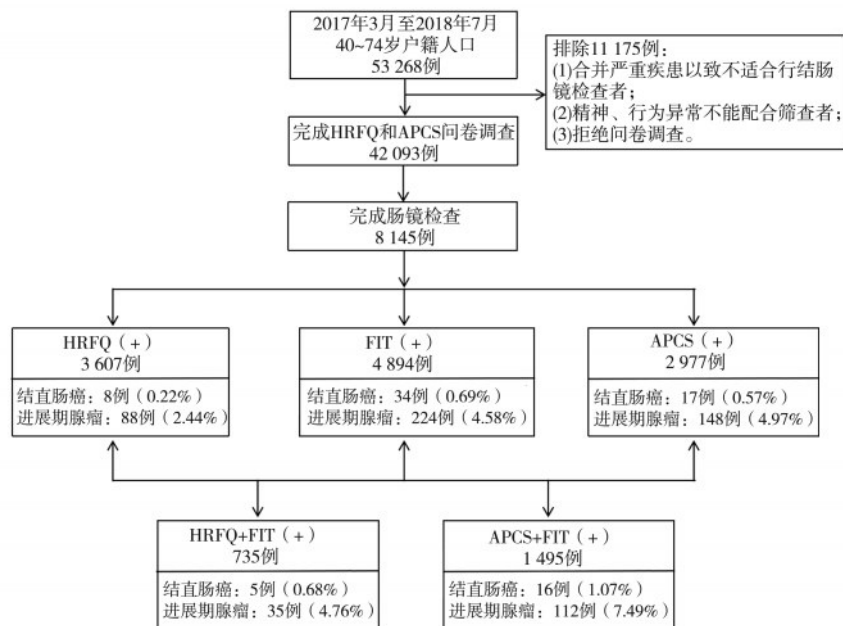 2017年3月至2018年7月
40~74岁户籍人口
53 268例
排除11 175例：
(1)合并严重疾患以致不适合行结肠
镜检查者；
(2)精神、行为异常不能配合筛查者；
(3)拒绝问卷调查。
完成HRFQ和APCS问卷调查
42 093例
完成肠镜检查
8 145例
HRFQ（+）
3 607例
结直肠癌：8例（0.22%）
进展期腺瘤：88例（2.44%）
FIT（+）
4 894例
结直肠癌：34例（0.69%）
进展期腺瘤：224例（4.58%）
APCS（+）
2 977例
结直肠癌：17例（0.57%）
进展期腺瘤：148例（4.97%）
HRFQ+FIT（+）
735例
结直肠癌：5例（0.68%）
进展期腺瘤：35例（4.76%）
APCS+FIT（+）
1 495例
结直肠癌：16例（1.07%）
进展期腺瘤：112例（7.49%）